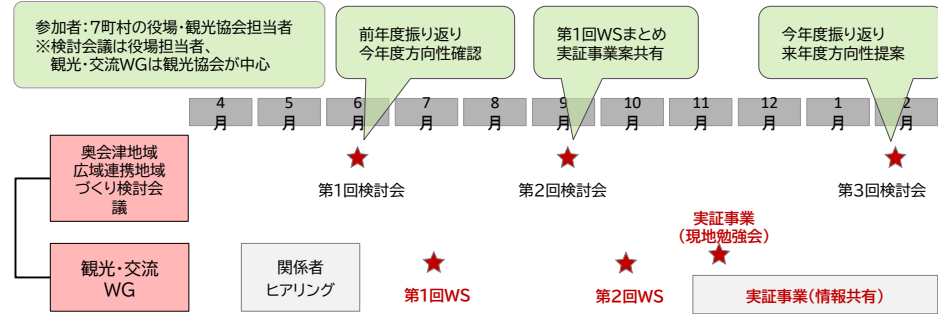 参加者：7町村の役場・観光協会担当者
※検討会議は役場担当者、
観光・交流WGは観光協会が中心
前年度振り返り
今年度方向性確認
第1回WSまとめ
実証事業案共有
今年度振り返り
来年度方向性提案
4月
5月
6月
7月
8月
9月
10月
11月
12月
1月
2月
奥会津地域
広域連携地域
づくり検討会
議
第1回検討会
第2回検討会
第3回検討会
観光・交流
WG
関係者
ヒアリング
第1回WS
第2回WS
実証事業
（現地勉強会）
実証事業（情報共有）